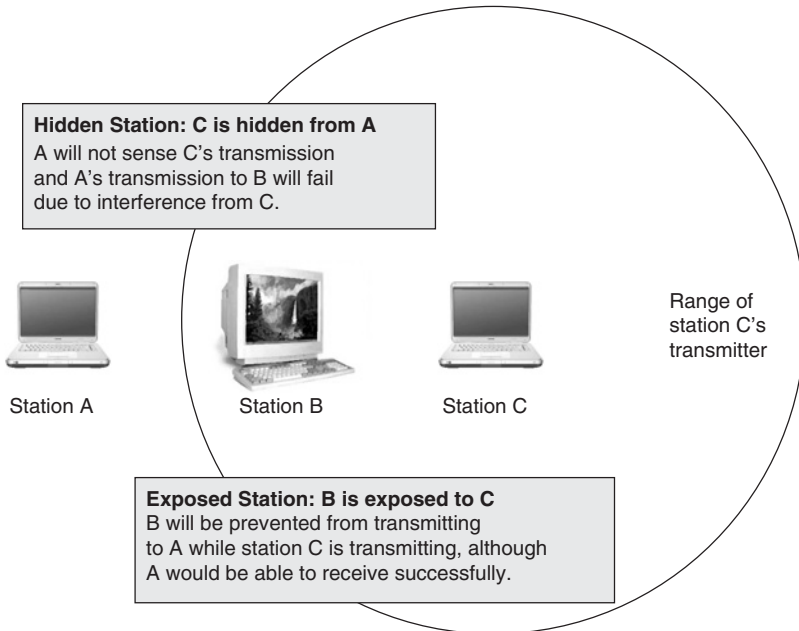 Hidden Station: C is hidden from A
A will not sense C's transmission
and A's transmission to B will fail
due to interference from C.
Range of
station C's
transmitter
Station A
Station B
Station C
Exposed Station: B is exposed to C
B will be prevented from transmitting
to A while station C is transmitting, although
A would be able to receive successfully.